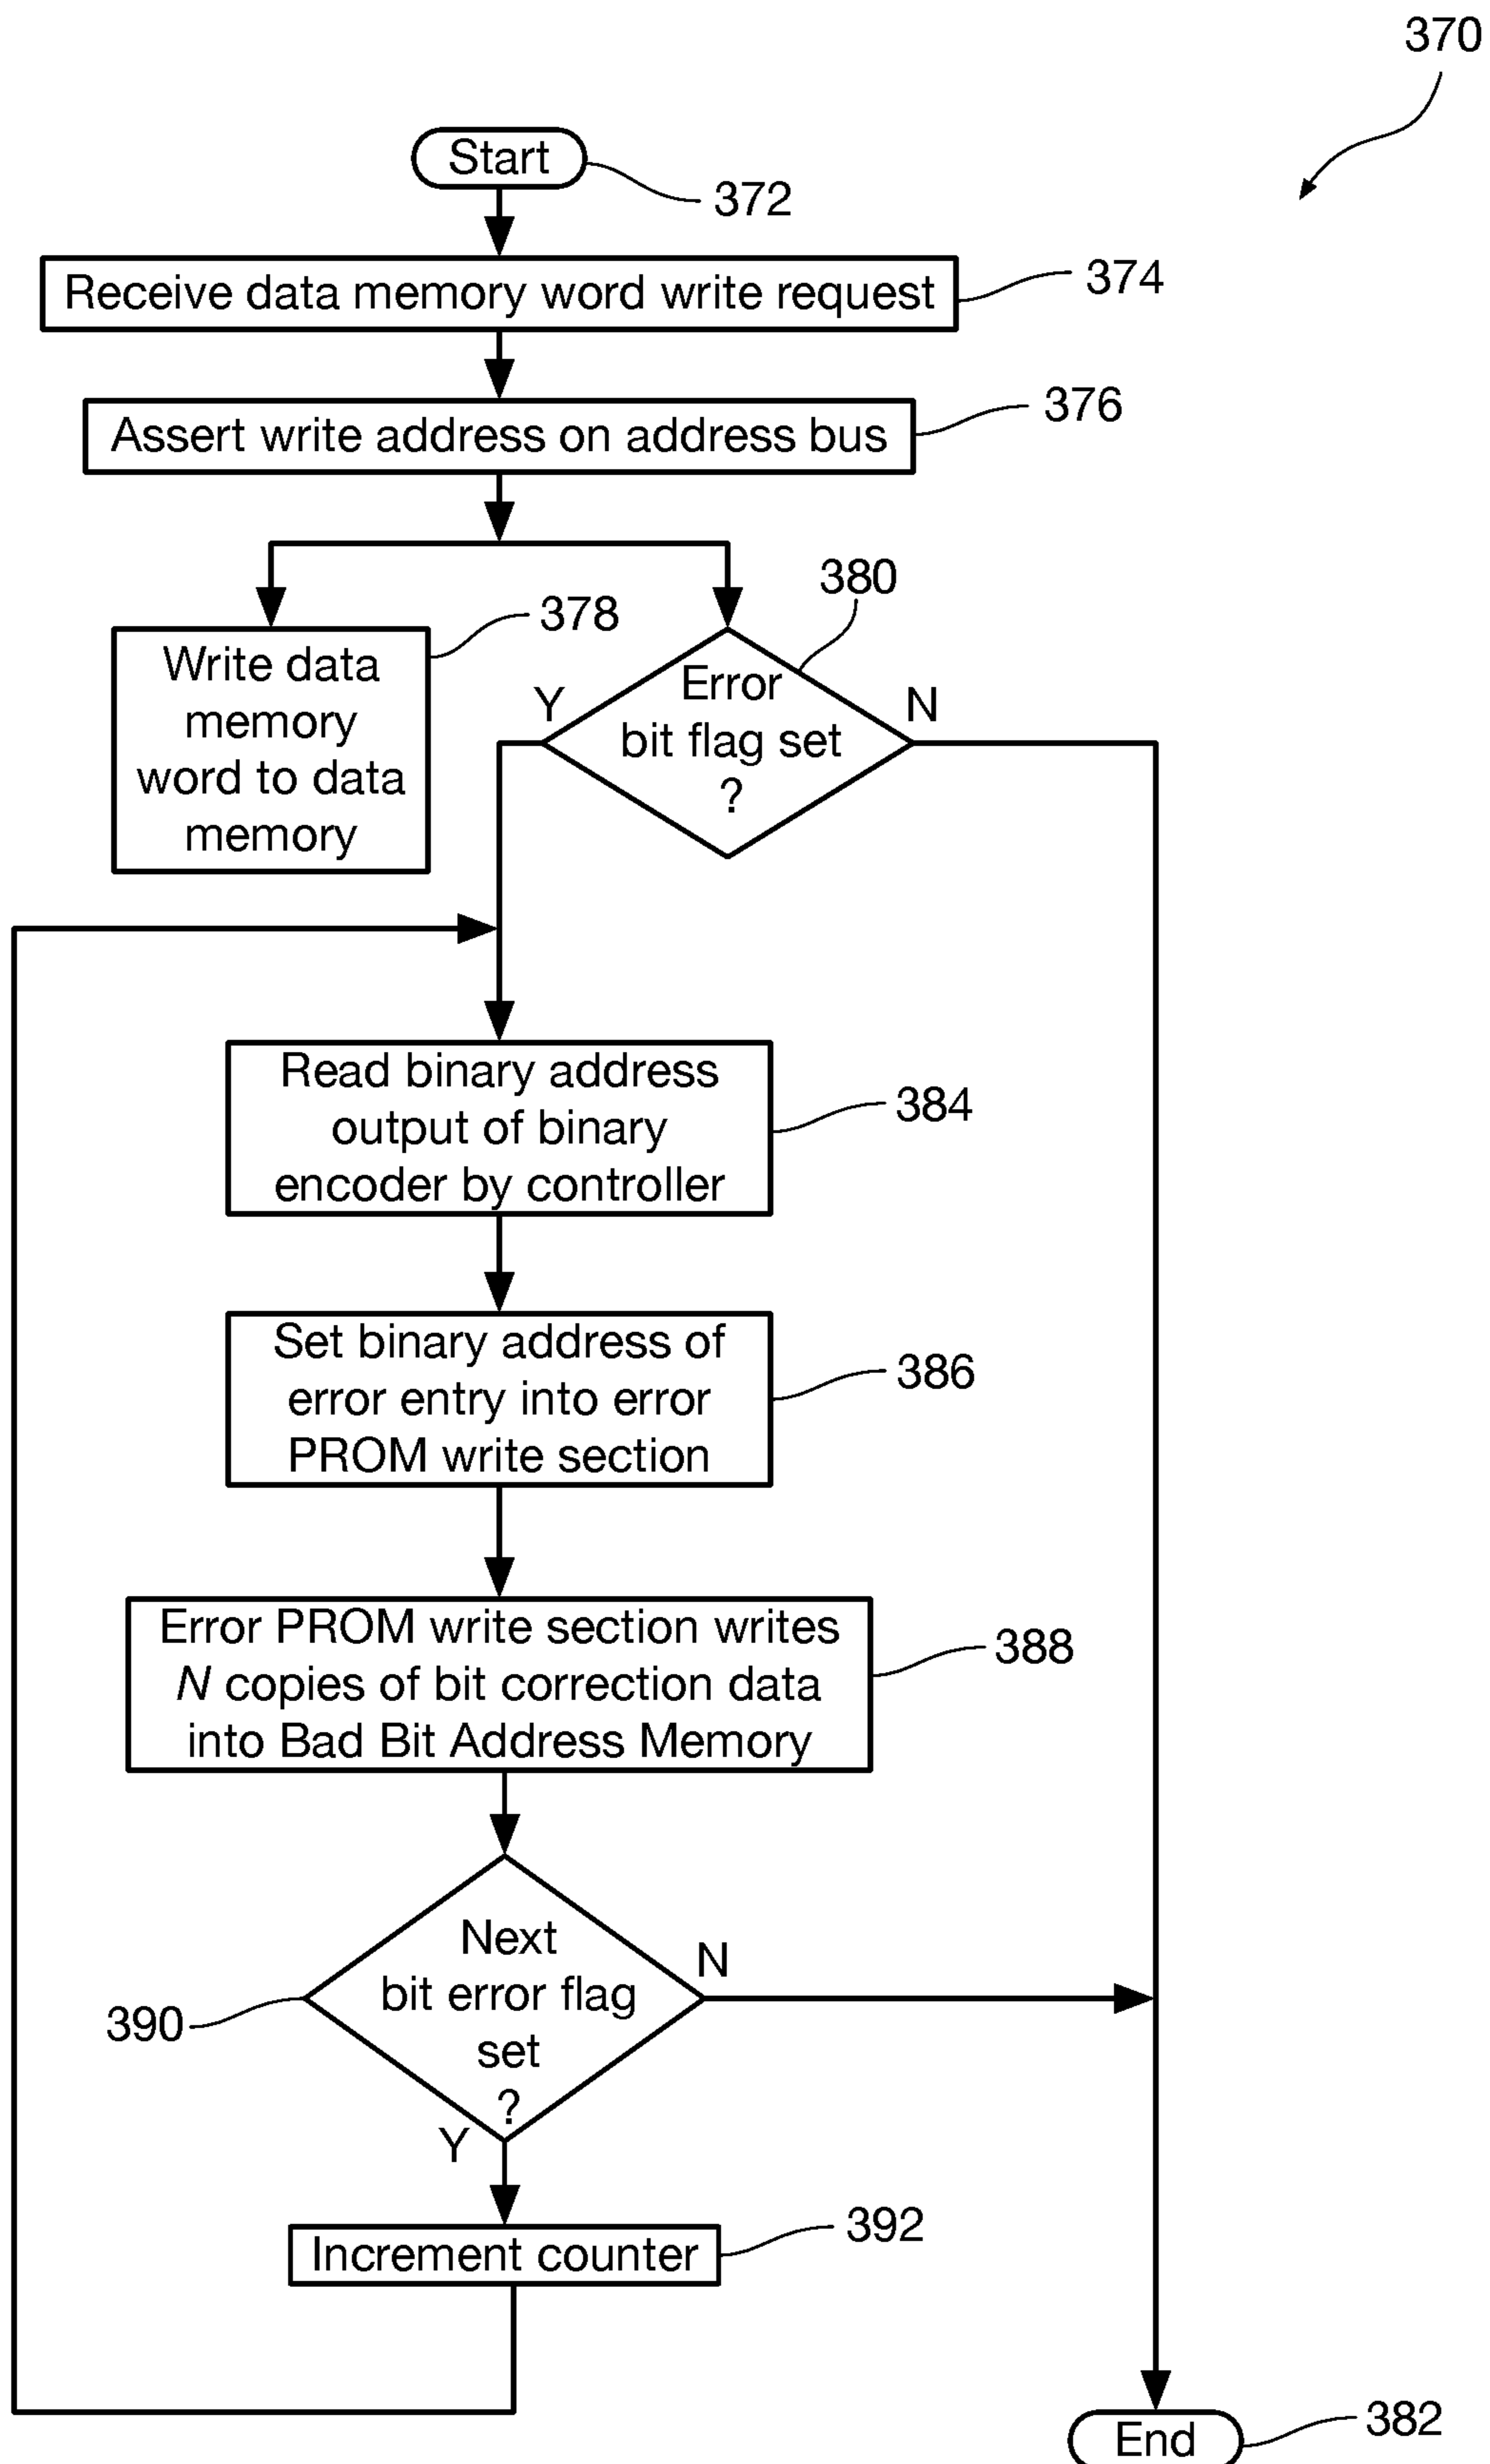 370
Start
372
Receive data memory word write request
374
Assert write address on address bus
376
380
378
Write data
memory
word to data
memory
Error
bit flag set
?
Y
N
Read binary address
output of binary
encoder by controller
384
Set binary address of
error entry into error
PROM write section
386
Error PROM write section writes
N copies of bit correction data
into Bad Bit Address Memory
388
Next
bit error flag
set
?
N
390
Y
Increment counter
392
End
382